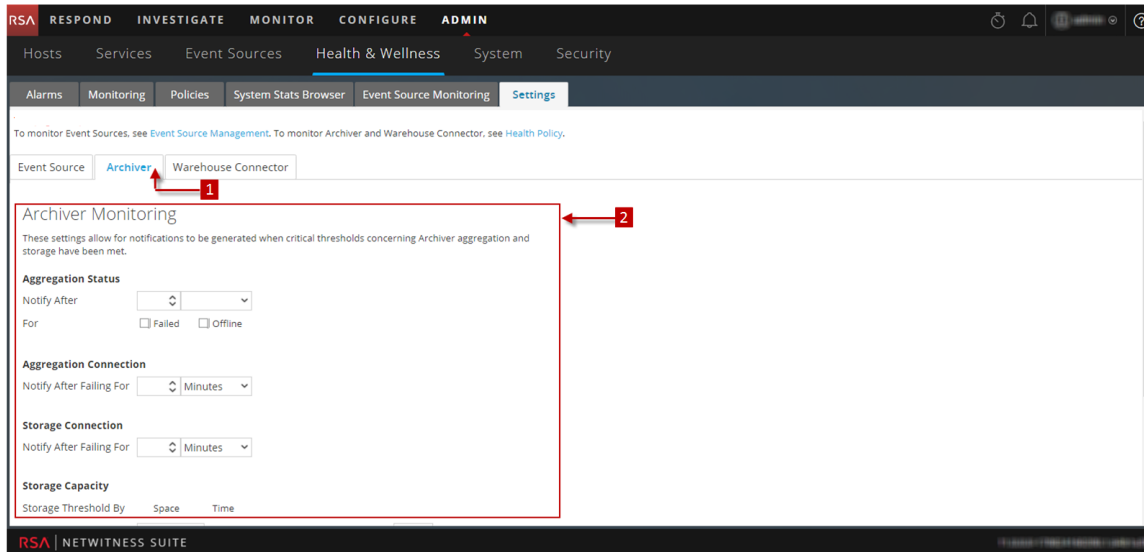 RSA RESPOND INVESTIGATE MONITOR CONFIGURE ADMIN
Hosts Services Event Sources Health & Wellness System Security
Alarms Monitoring Policies System Stats Browser Event Source Monitoring Settings
To monitor Event Sources, see Event Source Management. To monitor Archiver and Warehouse Connector, see Health Policy.
Event Source Archiver Warehouse Connector
1
Archiver Monitoring
2
These settings allow for notifications to be generated when critical thresholds concerning Archiver aggregation and
storage have been met.
Aggregation Status
Notify After
For Failed Offline
Aggregation Connection
Notify After Failing For Minutes
Storage Connection
Notify After Failing For Minutes
Storage Capacity
Storage Threshold By Space Time
RSA NETWITNESS SUITE